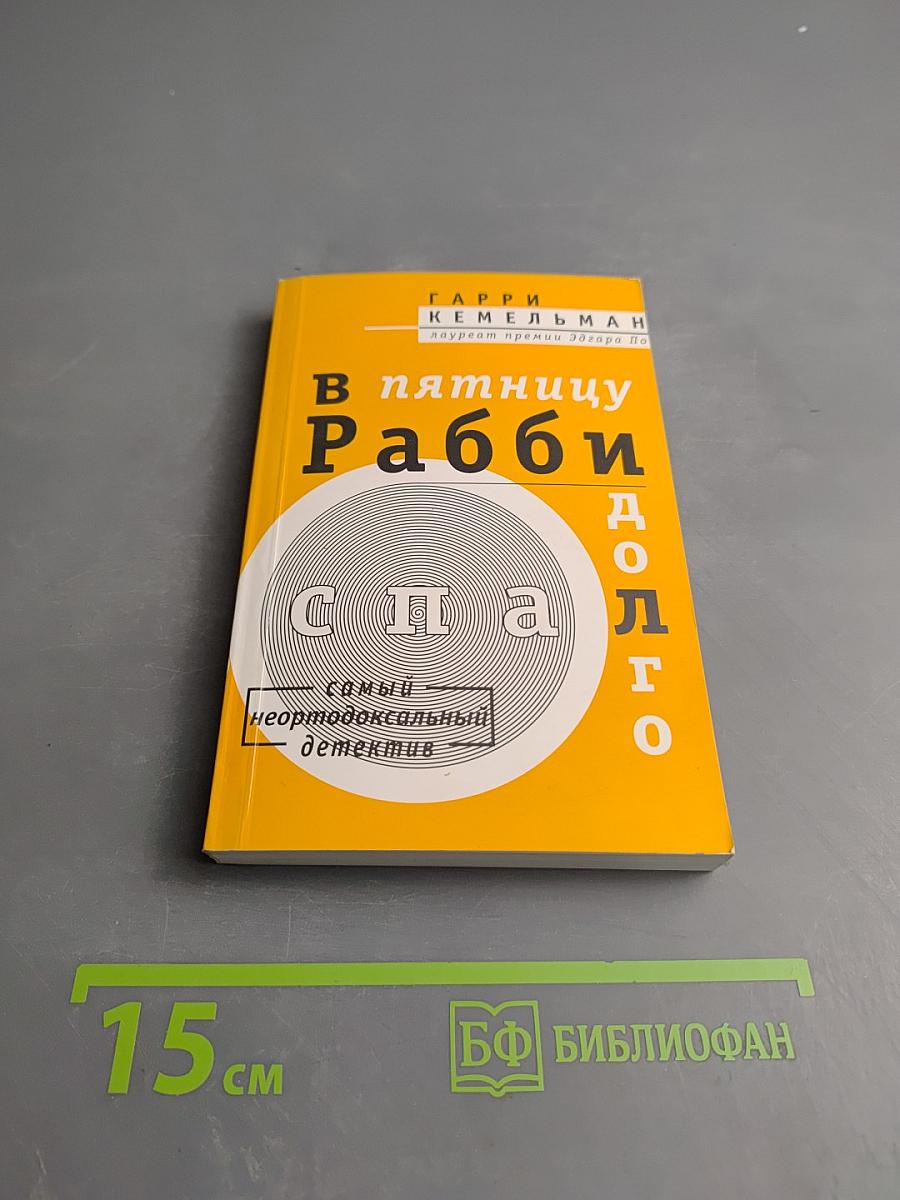 ГАРРИ
КЕМЕЛЬМАН
лауреат премии Эдгара По
в пятницу
Рабби
долго
спа
самый
неортодоксальный
детектив
15 см
БФ БИБЛИОФАН